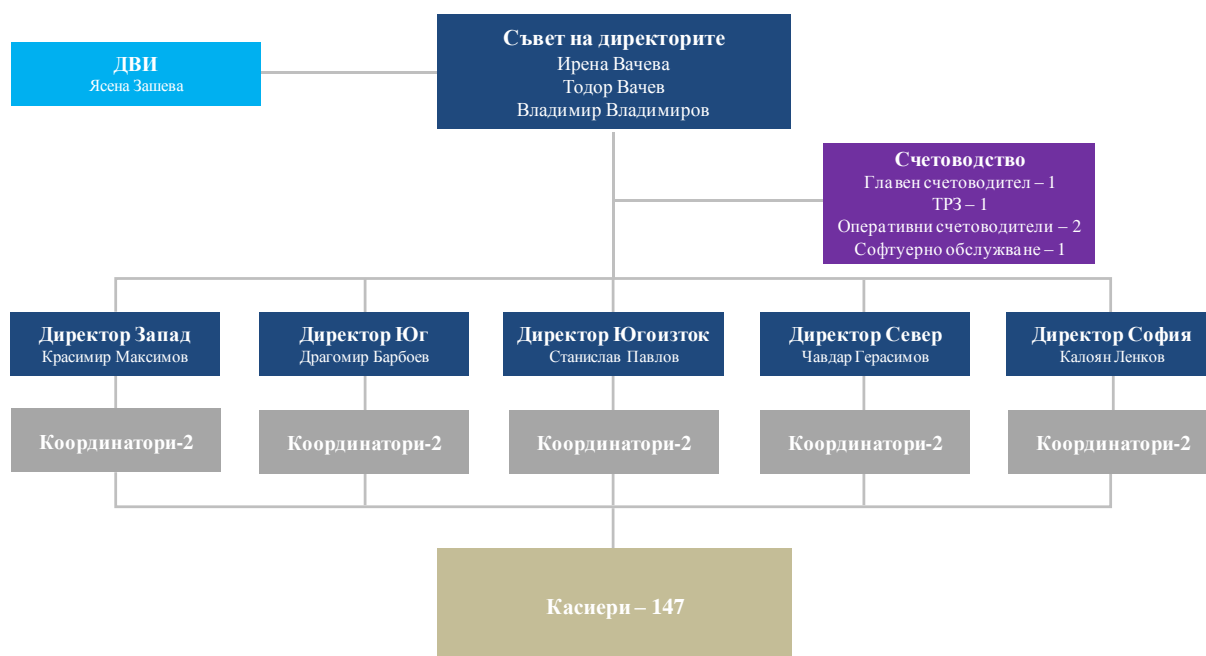 Съвет на директорите
Ирена Вачева
Тодор Вачев
Владимир Владимиров
ДВИ
Ясена Зашева
Счетоводство
Главен счетоводител – 1
ТРЗ – 1
Оперативни счетоводители – 2
Софтуерно обслужване – 1
Директор Запад
Красимир Максимов
Директор Юг
Драгомир Барбоев
Директор Югоизток
Станислав Павлов
Директор Север
Чавдар Герасимов
Директор София
Калоян Ленков
Координатори-2
Координатори-2
Координатори-2
Координатори-2
Координатори-2
Касиери – 147